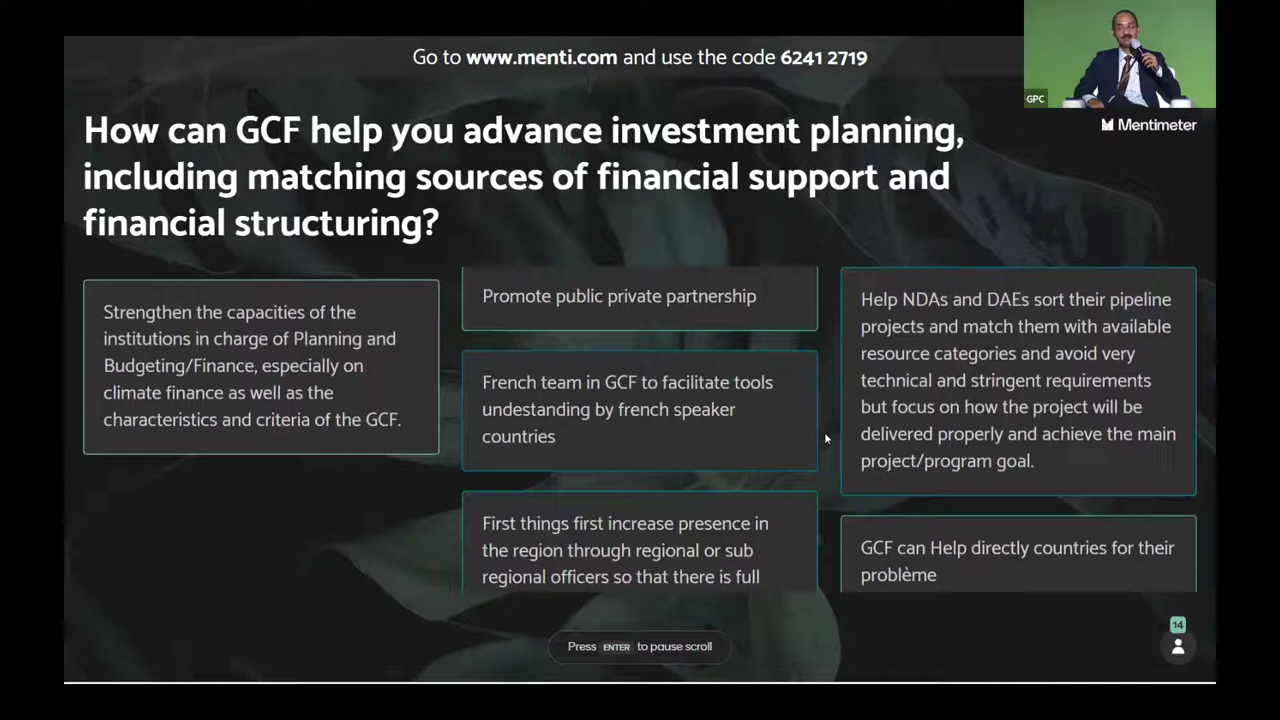 Go to www.menti.com and use the code 6241 2719
GPC
Mentimeter
How can GCF help you advance investment planning,
including matching sources of financial support and
financial structuring?
Strengthen the capacities of the
institutions in charge of Planning and
Budgeting/Finance, especially on
climate finance as well as the
characteristics and criteria of the GCF.
Promote public private partnership
French team in GCF to facilitate tools
undestanding by french speaker
countries
First things first increase presence in
the region through regional or sub
regional officers so that there is full
Help NDAs and DAEs sort their pipeline
projects and match them with available
resource categories and avoid very
technical and stringent requirements
but focus on how the project will be
delivered properly and achieve the main
project/program goal.
GCF can Help directly countries for their
problème
Press ENTER to pause scroll
14